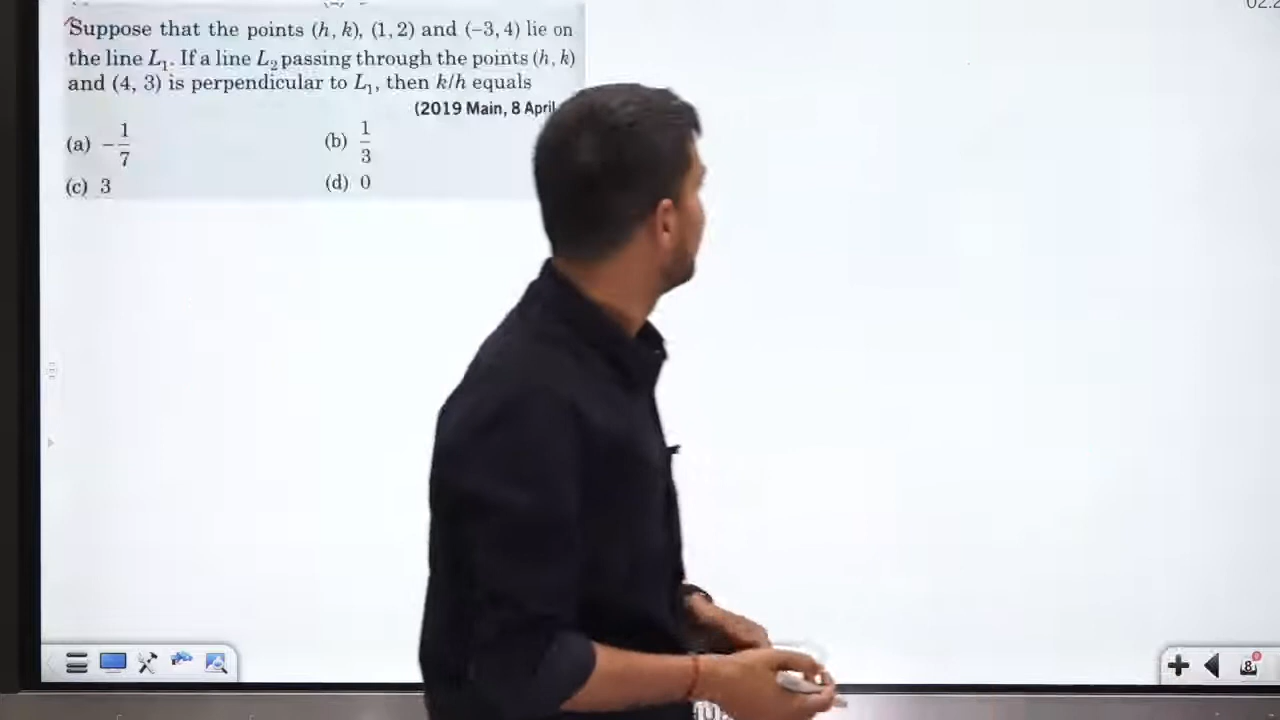 Suppose that the points (h, k), (1, 2) and (−3, 4) lie on
the line L₁. If a line L₂ passing through the points (h, k)
and (4, 3) is perpendicular to L₁, then k/h equals
(2019 Main, 8 April
(a) −1/7
(b) 1/3
(c) 3
(d) 0
8